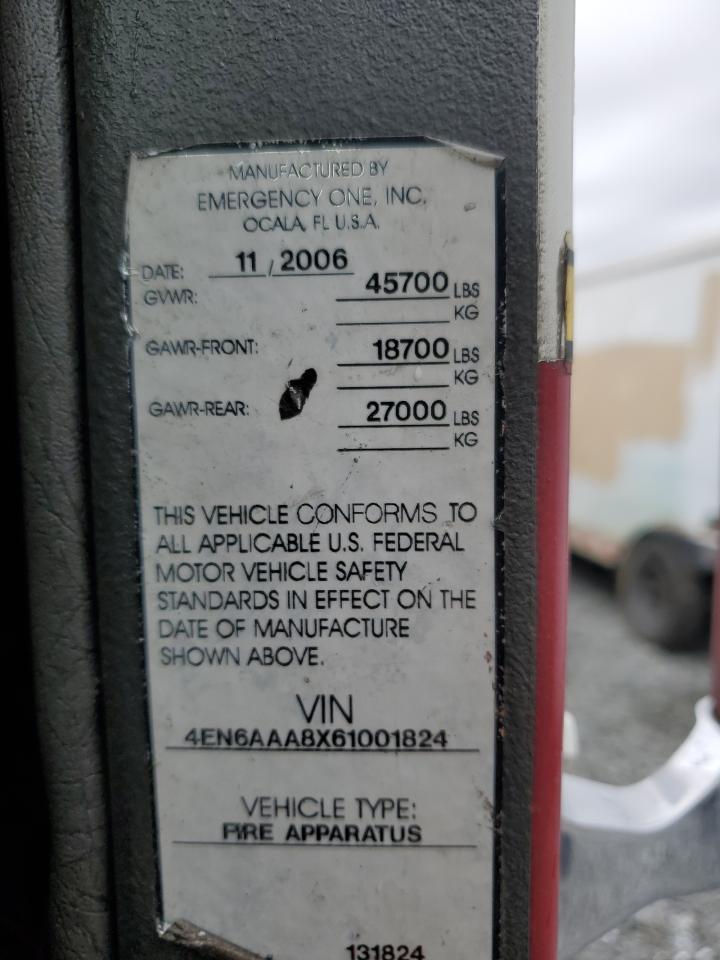 MANUFACTURED BY
EMERGENCY ONE, INC.
OCALA, FL U.S.A.
DATE: 11 / 2006
GVWR: 45700 LBS
KG
GAWR-FRONT: 18700 LBS
KG
GAWR-REAR: 27000 LBS
KG
THIS VEHICLE CONFORMS TO
ALL APPLICABLE U.S. FEDERAL
MOTOR VEHICLE SAFETY
STANDARDS IN EFFECT ON THE
DATE OF MANUFACTURE
SHOWN ABOVE.
VIN
4EN6AAA8X61001824
VEHICLE TYPE:
FIRE APPARATUS
131824